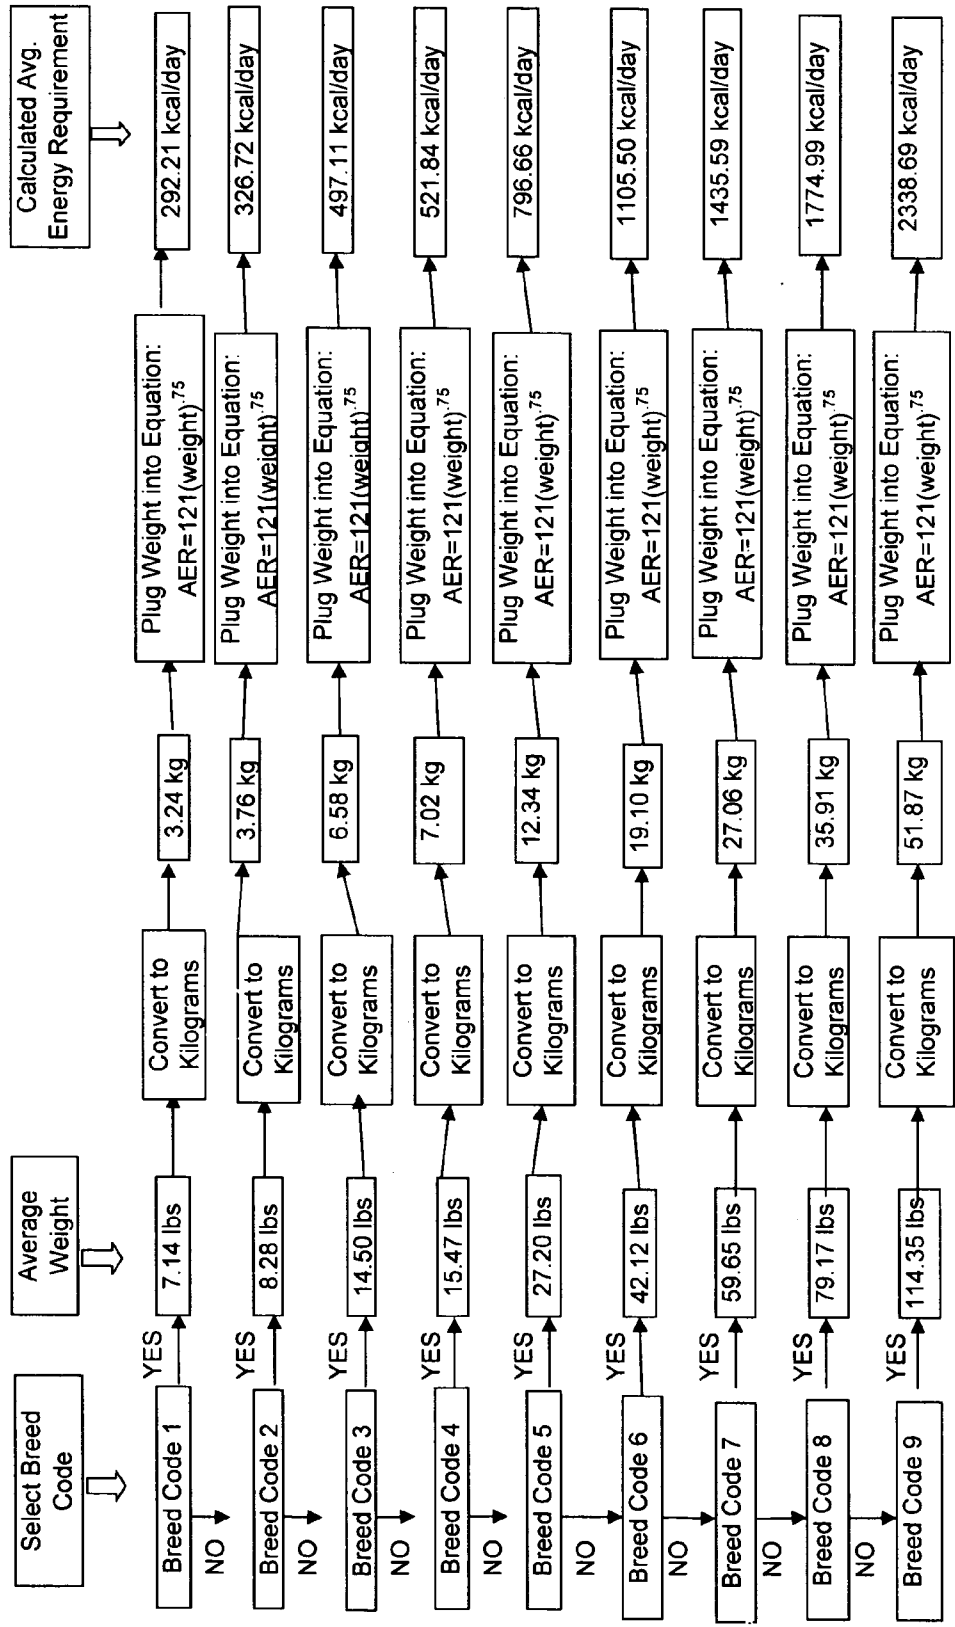 Select Breed
Code
Average
Weight
Calculated Avg.
Energy Requirement
Breed Code 1
YES
7.14 lbs
Convert to
Kilograms
3.24 kg
Plug Weight into Equation:
AER=121(weight).75
292.21 kcal/day
NO
Breed Code 2
YES
8.28 lbs
Convert to
Kilograms
3.76 kg
Plug Weight into Equation:
AER=121(weight).75
326.72 kcal/day
NO
Breed Code 3
YES
14.50 lbs
Convert to
Kilograms
6.58 kg
Plug Weight into Equation:
AER=121(weight).75
497.11 kcal/day
NO
Breed Code 4
YES
15.47 lbs
Convert to
Kilograms
7.02 kg
Plug Weight into Equation:
AER=121(weight).75
521.84 kcal/day
NO
Breed Code 5
YES
27.20 lbs
Convert to
Kilograms
12.34 kg
Plug Weight into Equation:
AER=121(weight).75
796.66 kcal/day
NO
Breed Code 6
YES
42.12 lbs
Convert to
Kilograms
19.10 kg
Plug Weight into Equation:
AER=121(weight).75
1105.50 kcal/day
NO
Breed Code 7
YES
59.65 lbs
Convert to
Kilograms
27.06 kg
Plug Weight into Equation:
AER=121(weight).75
1435.59 kcal/day
NO
Breed Code 8
YES
79.17 lbs
Convert to
Kilograms
35.91 kg
Plug Weight into Equation:
AER=121(weight).75
1774.99 kcal/day
NO
Breed Code 9
YES
114.35 lbs
Convert to
Kilograms
51.87 kg
Plug Weight into Equation:
AER=121(weight).75
2338.69 kcal/day